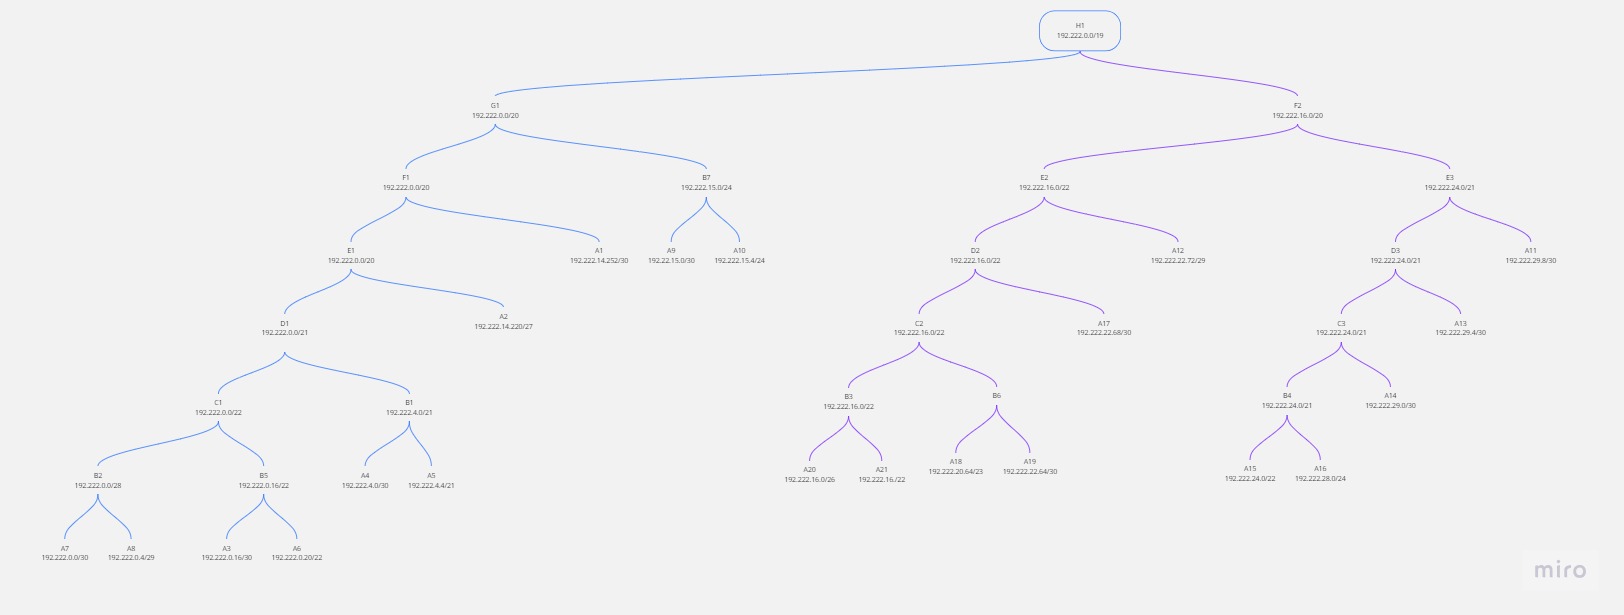 H1
192.222.0.0/19
G1
192.222.0.0/20
F2
192.222.16.0/20
F1
192.222.0.0/20
B7
192.222.15.0/24
E2
192.222.16.0/22
E3
192.222.24.0/21
E1
192.222.0.0/20
A1
192.222.14.252/30
A9
192.22.15.0/30
A10
192.222.15.4/24
D2
192.222.16.0/22
A12
192.222.22.72/29
D3
192.222.24.0/21
A11
192.222.29.8/30
D1
192.222.0.0/21
A2
192.222.14.220/27
C2
192.222.16.0/22
A17
192.222.22.68/30
C3
192.222.24.0/21
A13
192.222.29.4/30
C1
192.222.0.0/22
B1
192.222.4.0/21
B3
192.222.16.0/22
B6
B4
192.222.24.0/21
A14
192.222.29.0/30
B2
192.222.0.0/28
B5
192.222.0.16/22
A4
192.222.4.0/30
A5
192.222.4.4/21
A20
192.222.16.0/26
A21
192.222.16./22
A18
192.222.20.64/23
A19
192.222.22.64/30
A15
192.222.24.0/22
A16
192.222.28.0/24
A7
192.222.0.0/30
A8
192.222.0.4/29
A3
192.222.0.16/30
A6
192.222.0.20/22
miro